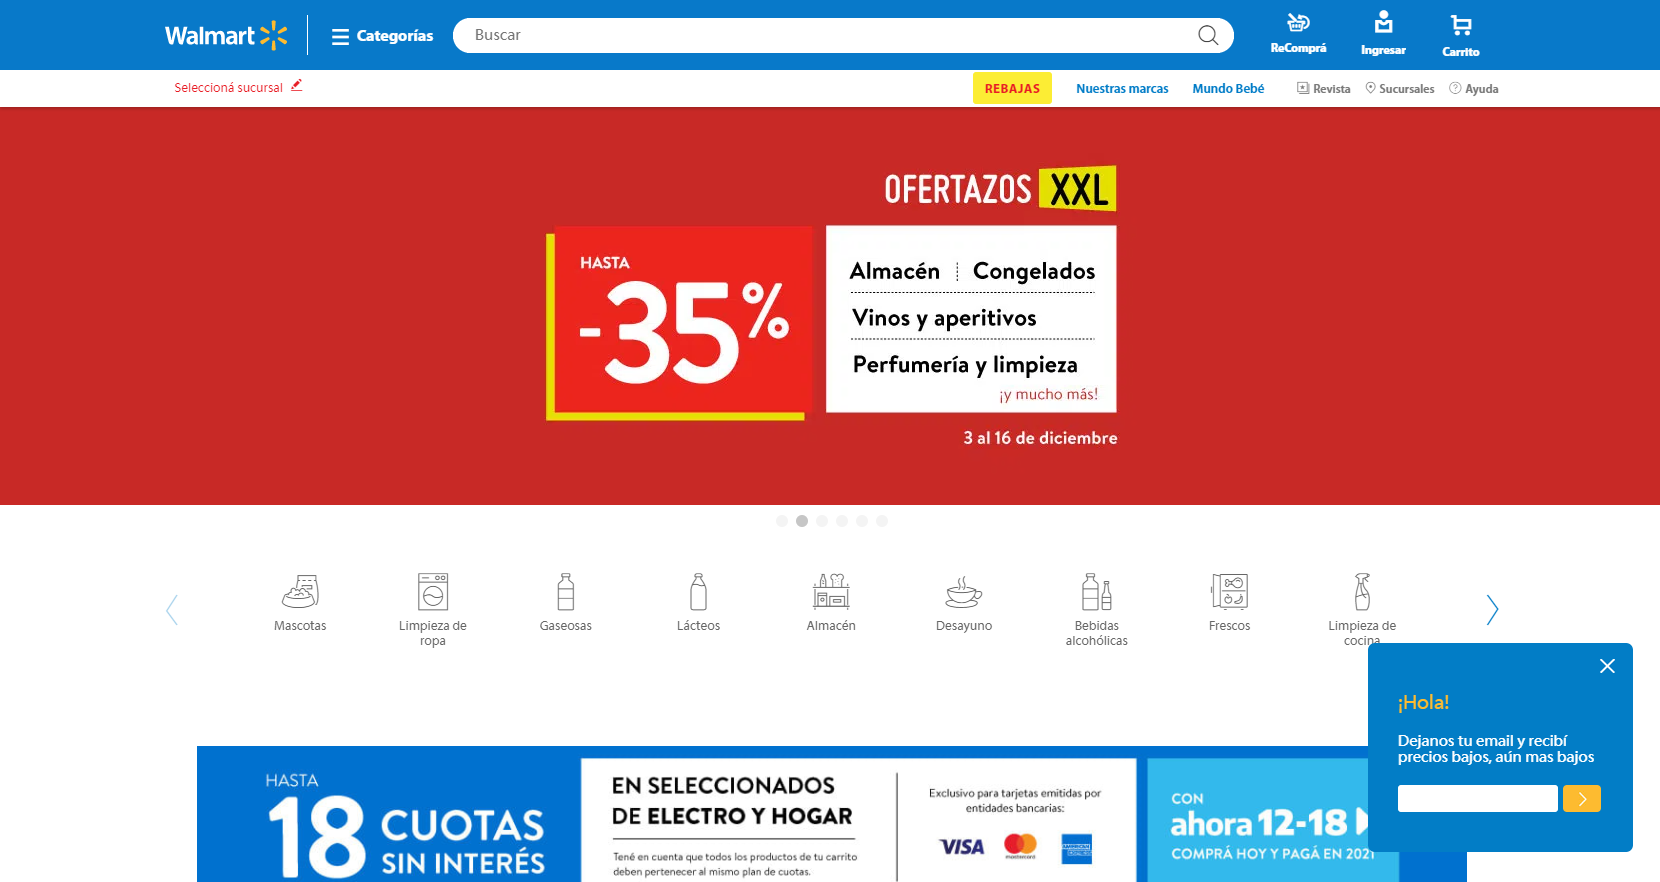 Walmart
Categorías
Buscar
ReComprá
Ingresar
Carrito
Seleccioná sucursal
REBAJAS
Nuestras marcas
Mundo Bebé
Revista
Sucursales
Ayuda
OFERTAZOS XXL
HASTA
-35%
Almacén
Congelados
Vinos y aperitivos
Perfumería y limpieza
¡y mucho más!
3 al 16 de diciembre
Mascotas
Limpieza de
ropa
Gaseosas
Lácteos
Almacén
Desayuno
Bebidas
alcohólicas
Frescos
Limpieza de
cocina
¡Hola!
Dejanos tu email y recibí
precios bajos, aún mas bajos
HASTA
18 CUOTAS
SIN INTERÉS
EN SELECCIONADOS
DE ELECTRO Y HOGAR
Tené en cuenta que todos los productos de tu carrito
deben pertenecer al mismo plan de cuotas.
Exclusivo para tarjetas emitidas por
entidades bancarias:
VISA
mastercard
CON
ahora 12-18
COMPRÁ HOY Y PAGÁ EN 2021